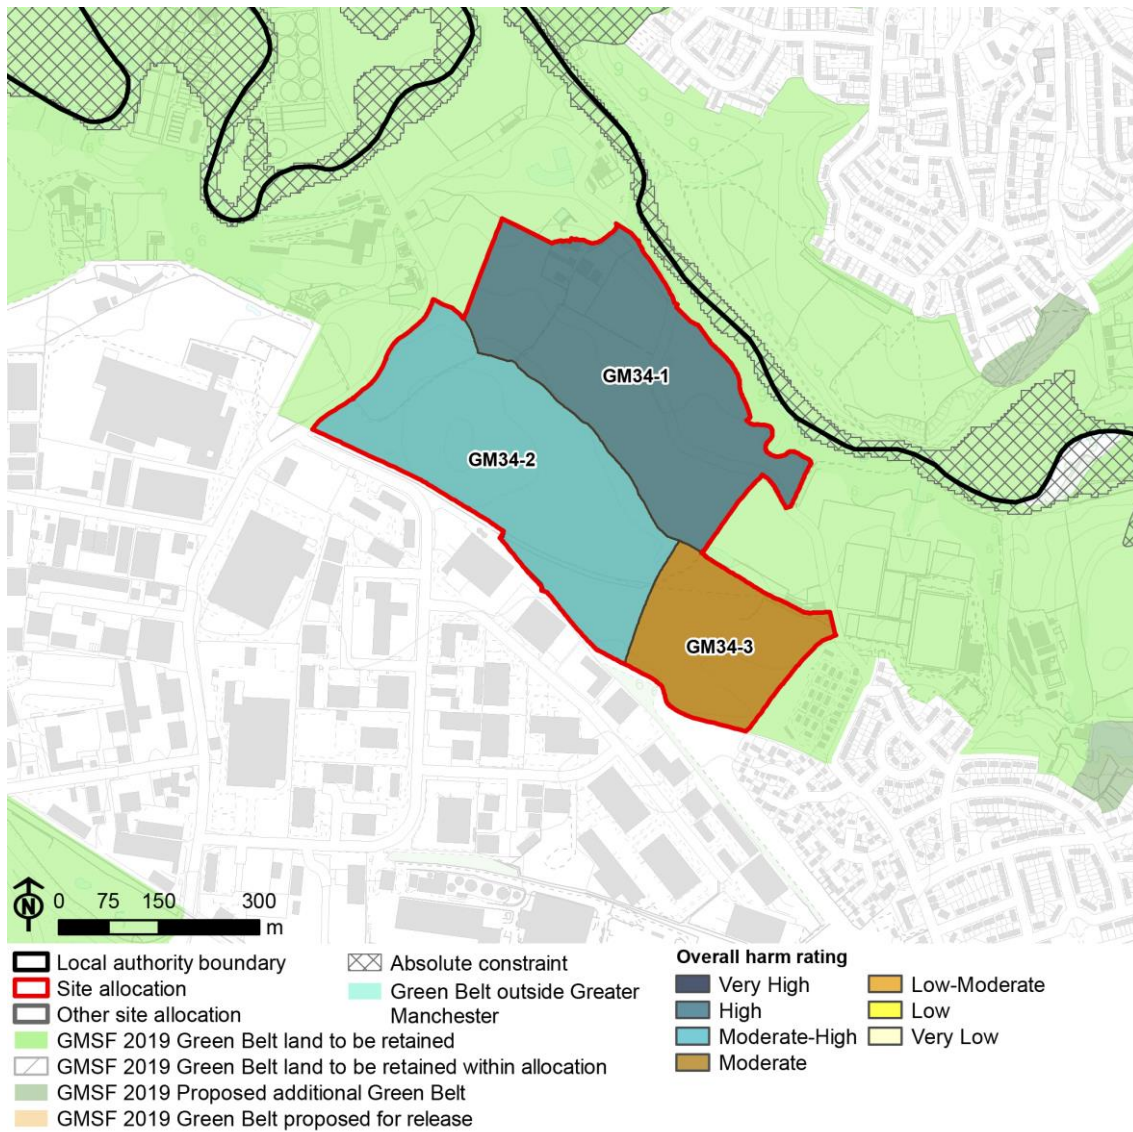 GM34-1
GM34-2
GM34-3
N
0 75 150 300
m
Local authority boundary
Site allocation
Other site allocation
GMSF 2019 Green Belt land to be retained
GMSF 2019 Green Belt land to be retained within allocation
GMSF 2019 Proposed additional Green Belt
GMSF 2019 Green Belt proposed for release
Absolute constraint
Green Belt outside Greater
Manchester
Overall harm rating
Very High
High
Moderate-High
Moderate
Low-Moderate
Low
Very Low